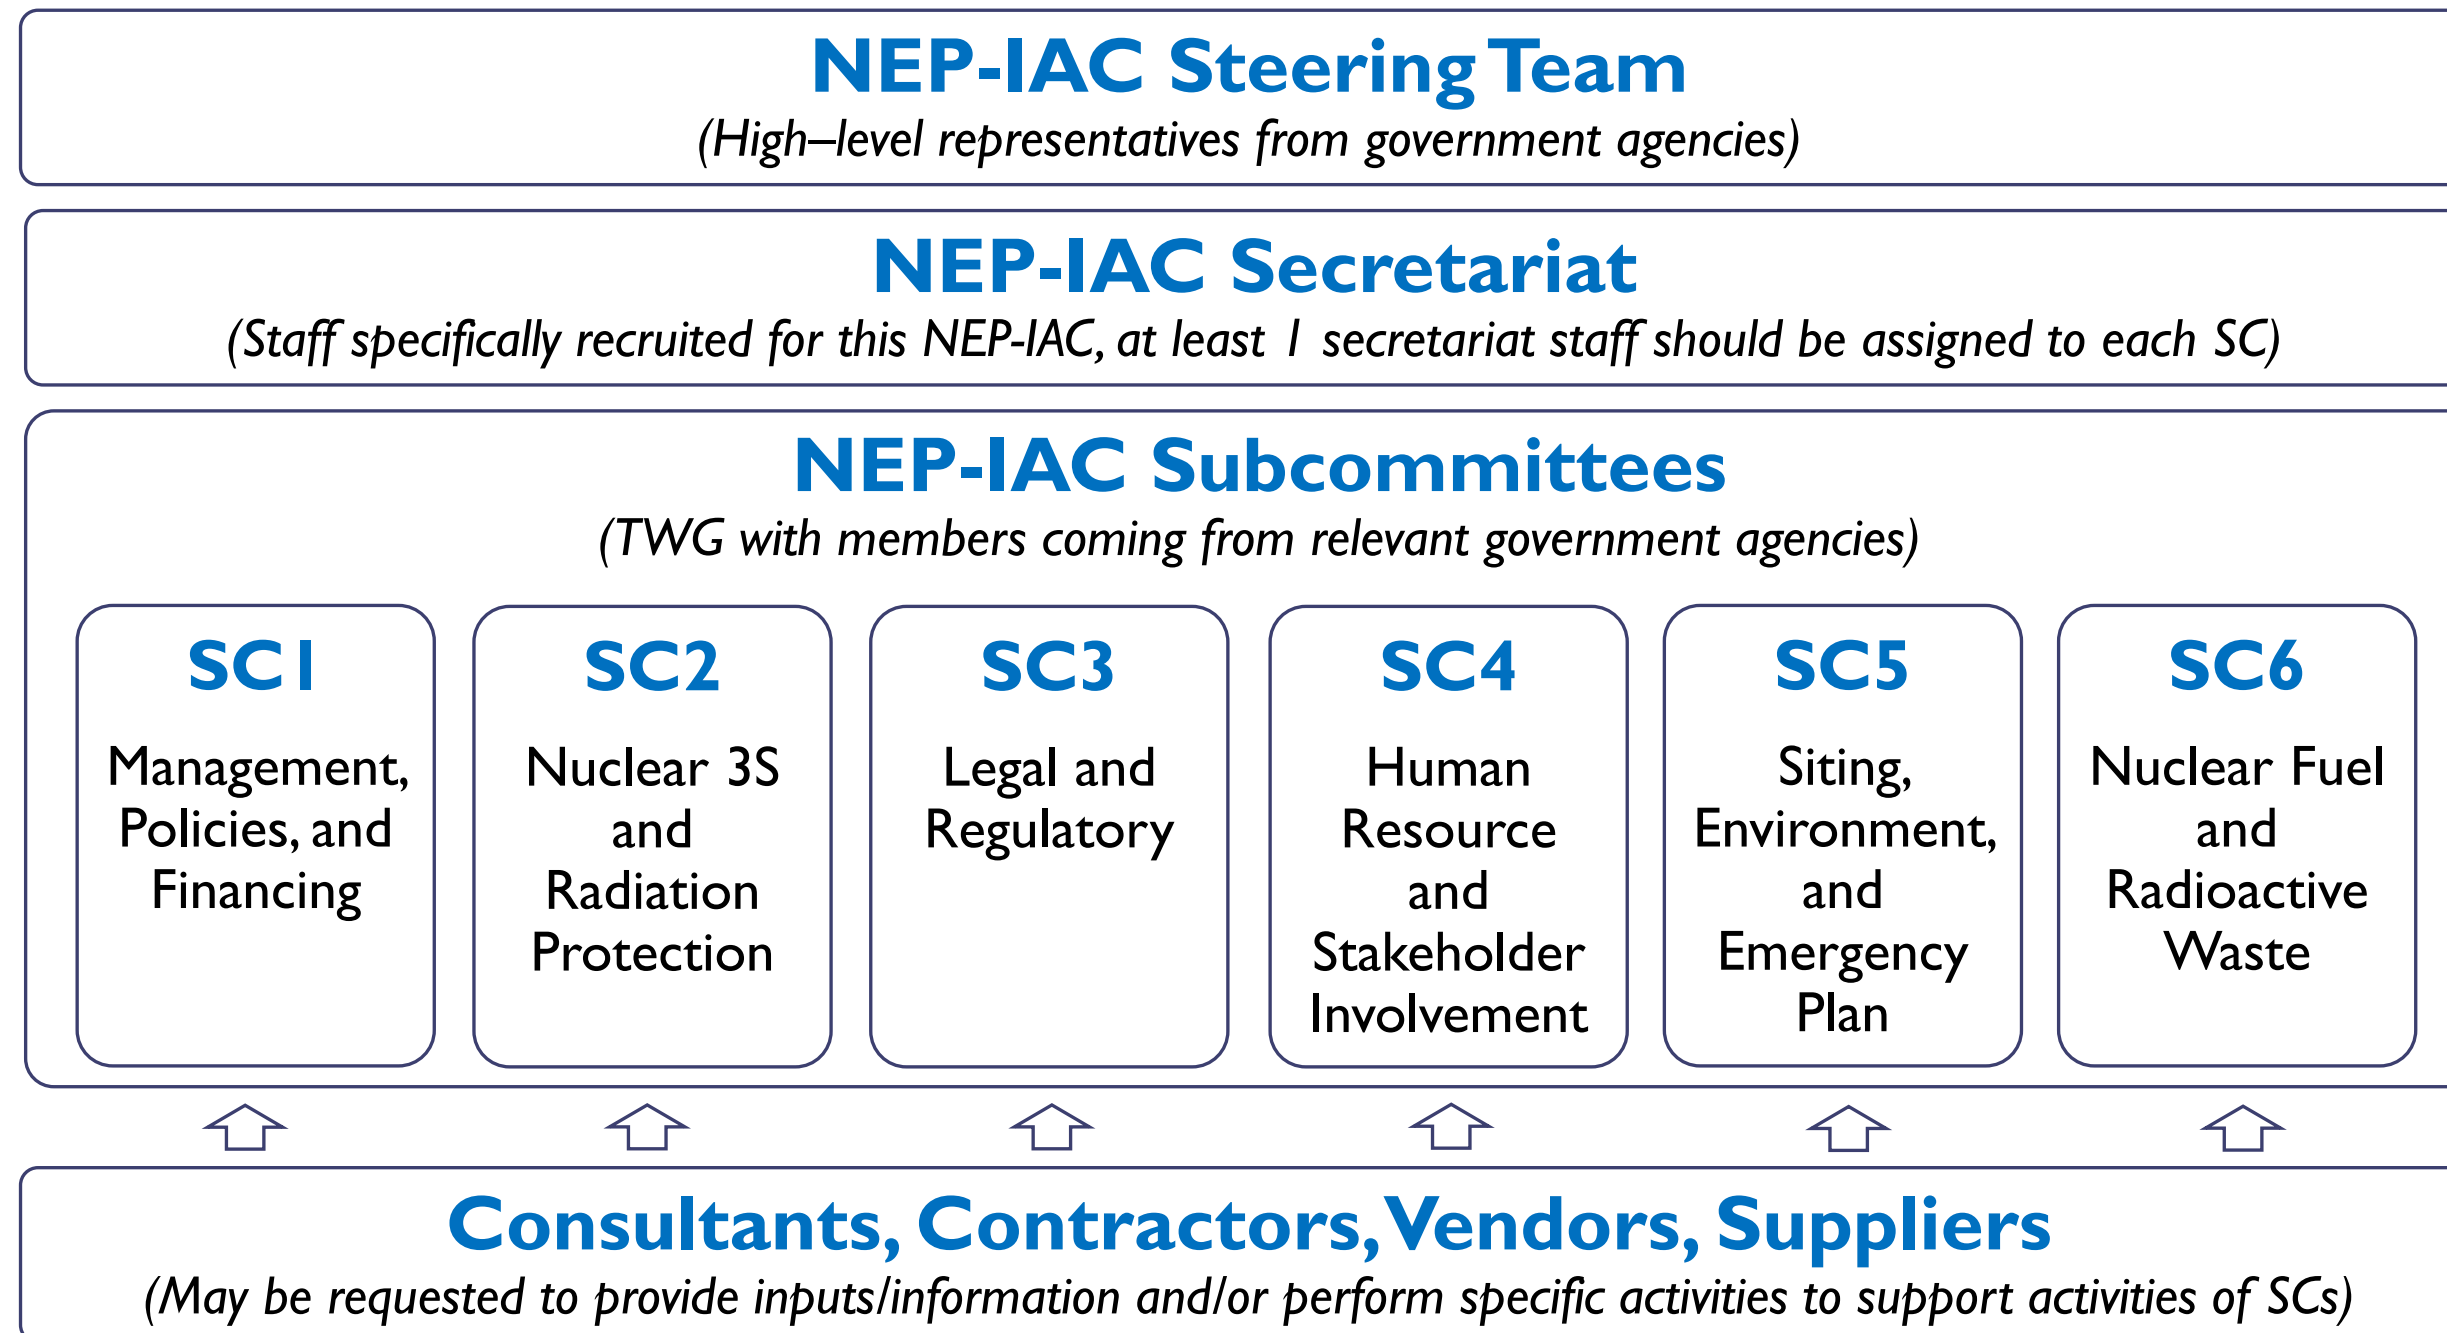 NEP-IAC Steering Team
(High–level representatives from government agencies)
NEP-IAC Secretariat
(Staff specifically recruited for this NEP-IAC, at least 1 secretariat staff should be assigned to each SC)
NEP-IAC Subcommittees
(TWG with members coming from relevant government agencies)
SC1
Management,
Policies, and
Financing
SC2
Nuclear 3S
and
Radiation
Protection
SC3
Legal and
Regulatory
SC4
Human
Resource
and
Stakeholder
Involvement
SC5
Siting,
Environment,
and
Emergency
Plan
SC6
Nuclear Fuel
and
Radioactive
Waste
Consultants, Contractors, Vendors, Suppliers
(May be requested to provide inputs/information and/or perform specific activities to support activities of SCs)